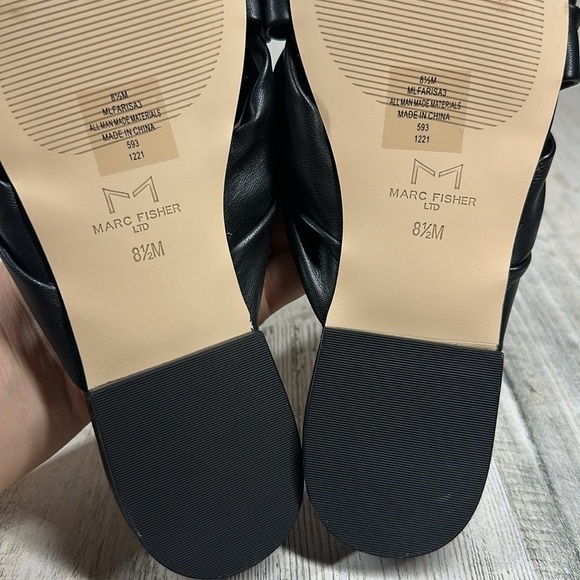 8½M
MLFARISA3
ALL MAN MADE MATERIALS
MADE IN CHINA
593
1221
MARC FISHER
LTD
8½M
8½M
MLFARISA3
ALL MAN MADE MATERIALS
MADE IN CHINA
593
1221
MARC FISHER
LTD
8½M